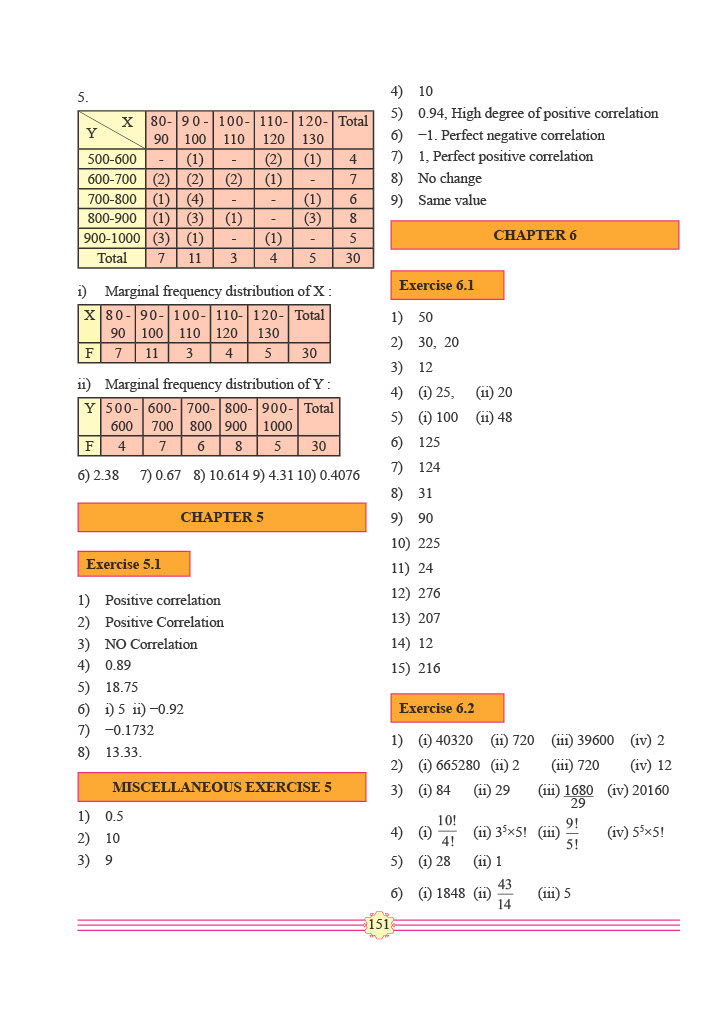 5.
X 80- 9 0 - 100- 110- 120- Total
Y 90 100 110 120 130
500-600 - (1) - (2) (1) 4
600-700 (2) (2) (2) (1) - 7
700-800 (1) (4) - - (1) 6
800-900 (1) (3) (1) - (3) 8
900-1000 (3) (1) - (1) - 5
Total 7 11 3 4 5 30
i) Marginal frequency distribution of X :
X 80- 90- 100- 110- 120- Total
90 100 110 120 130
F 7 11 3 4 5 30
ii) Marginal frequency distribution of Y :
Y 500- 600- 700- 800- 900- Total
600 700 800 900 1000
F 4 7 6 8 5 30
6) 2.38 7) 0.67 8) 10.614 9) 4.31 10) 0.4076
CHAPTER 5
Exercise 5.1
1) Positive correlation
2) Positive Correlation
3) NO Correlation
4) 0.89
5) 18.75
6) i) 5 ii) −0.92
7) −0.1732
8) 13.33.
MISCELLANEOUS EXERCISE 5
1) 0.5
2) 10
3) 9
4) 10
5) 0.94, High degree of positive correlation
6) −1. Perfect negative correlation
7) 1, Perfect positive correlation
8) No change
9) Same value
CHAPTER 6
Exercise 6.1
1) 50
2) 30, 20
3) 12
4) (i) 25, (ii) 20
5) (i) 100 (ii) 48
6) 125
7) 124
8) 31
9) 90
10) 225
11) 24
12) 276
13) 207
14) 12
15) 216
Exercise 6.2
1) (i) 40320 (ii) 720 (iii) 39600 (iv) 2
2) (i) 665280 (ii) 2 (iii) 720 (iv) 12
3) (i) 84 (ii) 29 (iii) 1680/29 (iv) 20160
4) (i) 10!/4! (ii) 3⁵×5! (iii) 9!/5! (iv) 5⁵×5!
5) (i) 28 (ii) 1
6) (i) 1848 (ii) 43/14 (iii) 5
151